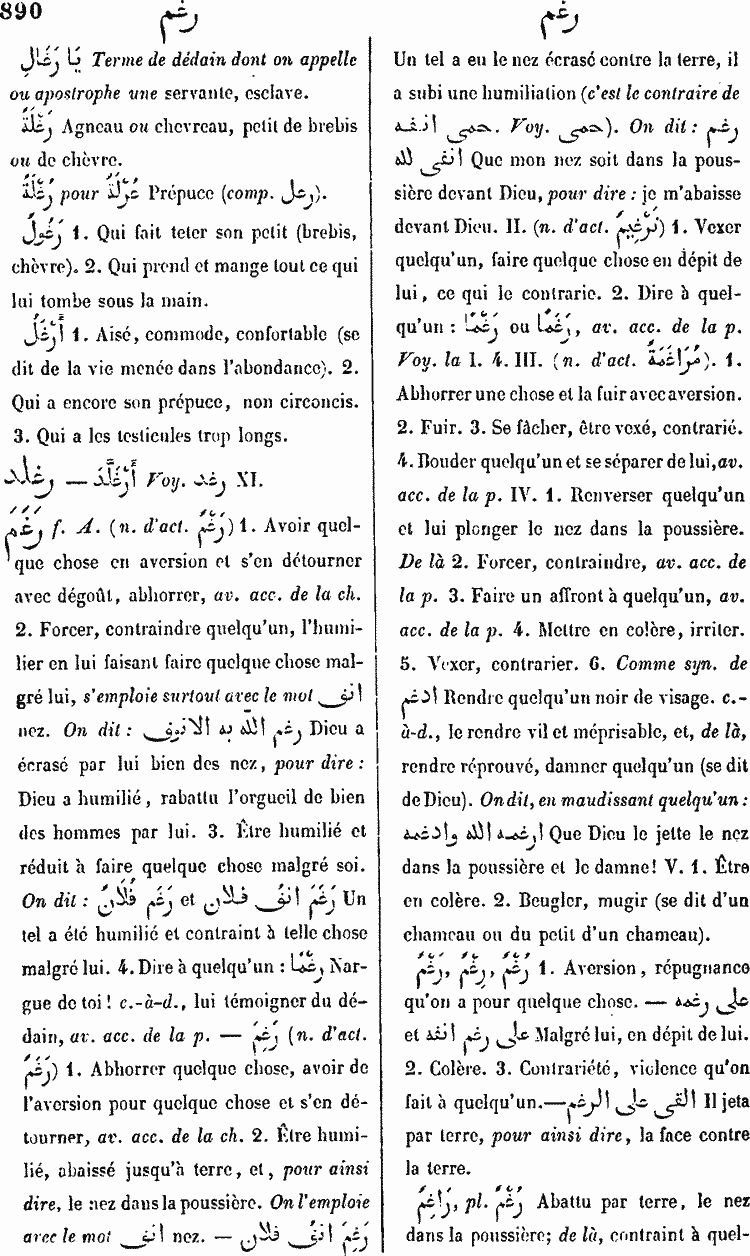 890
رغم
رغم
يَا رَغَالِ Terme de dédain dont on appelle
ou apostrophe une servante, esclave.
رَغْلَةٌ Agneau ou chevreau, petit de brebis
ou de chèvre.
رُغْلَةٌ pour غُرْلَةٌ Prépuce (comp. رعل).
رَغُولٌ 1. Qui fait teter son petit (brebis,
chèvre). 2. Qui prend et mange tout ce qui
lui tombe sous la main.
أَرْغَلُ 1. Aisé, commode, confortable (se
dit de la vie menée dans l'abondance). 2.
Qui a encore son prépuce, non circoncis.
3. Qui a les testicules trop longs.
رغلد — أَرْغَلَّدَ Voy. رغد XI.
رَغَمَ f. A. (n. d'act. رَغْمٌ) 1. Avoir quel-
que chose en aversion et s'en détourner
avec dégoût, abhorrer, av. acc. de la ch.
2. Forcer, contraindre quelqu'un, l'humi-
lier en lui faisant faire quelque chose mal-
gré lui, s'emploie surtout avec le mot انف
nez. On dit : رغم الله به الانوف Dieu a
écrasé par lui bien des nez, pour dire :
Dieu a humilié, rabattu l'orgueil de bien
des hommes par lui. 3. Être humilié et
réduit à faire quelque chose malgré soi.
On dit : رَغَم فُلَانٌ et رَغَمَ انفُ فلان Un
tel a été humilié et contraint à telle chose
malgré lui. 4. Dire à quelqu'un : رَغْمًا Nar-
gue de toi! c.-à-d., lui témoigner du dé-
dain, av. acc. de la p. — رَغِمَ (n. d'act.
رَغْمٌ) 1. Abhorrer quelque chose, avoir de
l'aversion pour quelque chose et s'en dé-
tourner, av. acc. de la ch. 2. Être humi-
lié, abaissé jusqu'à terre, et, pour ainsi
dire, le nez dans la poussière. On l'emploie
avec le mot انف nez. — رَغِمَ انفُ فلان
Un tel a eu le nez écrasé contre la terre, il
a subi une humiliation (c'est le contraire de
حمى انفه. Voy. حمى). On dit : رغم
انفى لله Que mon nez soit dans la pous-
sière devant Dieu, pour dire : je m'abaisse
devant Dieu. II. (n. d'act. تَرْغِيمٌ) 1. Vexer
quelqu'un, faire quelque chose en dépit de
lui, ce qui le contrarie. 2. Dire à quel-
qu'un : رَغْمًا ou رَغْمًا, av. acc. de la p.
Voy. la I. 4. III. (n. d'act. مُرَاغَمَةٌ). 1.
Abhorrer une chose et la fuir avec aversion.
2. Fuir. 3. Se fâcher, être vexé, contrarié.
4. Bouder quelqu'un et se séparer de lui, av.
acc. de la p. IV. 1. Renverser quelqu'un
et lui plonger le nez dans la poussière.
De là 2. Forcer, contraindre, av. acc. de
la p. 3. Faire un affront à quelqu'un, av.
acc. de la p. 4. Mettre en colère, irriter.
5. Vexer, contrarier. 6. Comme syn. de
ادغم Rendre quelqu'un noir de visage. c.-
à-d., le rendre vil et méprisable, et, de là,
rendre réprouvé, damner quelqu'un (se dit
de Dieu). On dit, en maudissant quelqu'un :
ارغمه الله وادغمه Que Dieu le jette le nez
dans la poussière et le damne! V. 1. Être
en colère. 2. Beugler, mugir (se dit d'un
chameau ou du petit d'un chameau).
رَغْمٌ, رِغْمٌ, رُغْمٌ 1. Aversion, répugnance
qu'on a pour quelque chose. — على رغمه
et على رغم انفه Malgré lui, en dépit de lui.
2. Colère. 3. Contrariété, violence qu'on
fait à quelqu'un. — القى على الرغم Il jeta
par terre, pour ainsi dire, la face contre
la terre.
رَاغِمٌ, pl. رُغْمٌ Abattu par terre, le nez
dans la poussière; de là, contraint à quel-